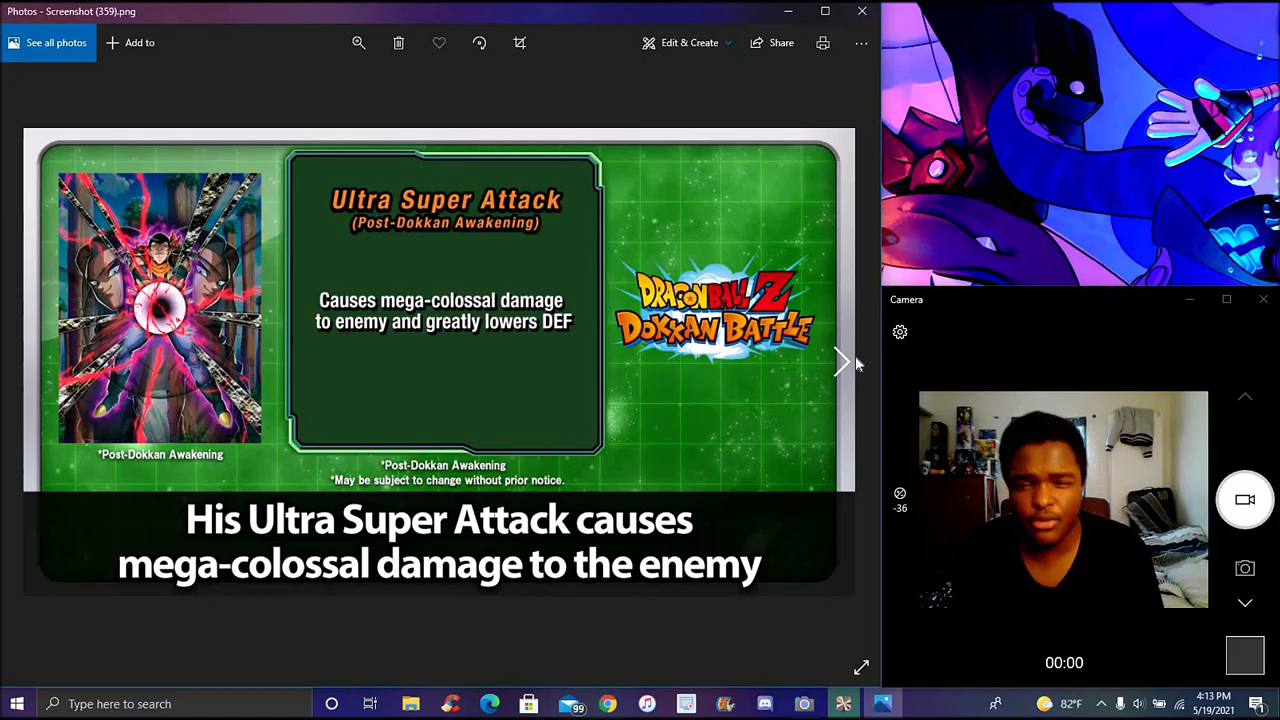 Photos - Screenshot (359).png
See all photos
Add to
Edit & Create
Share
Ultra Super Attack
(Post-Dokkan Awakening)
Causes mega-colossal damage
to enemy and greatly lowers DEF
DRAGON BALL Z
DOKKAN BATTLE
*Post-Dokkan Awakening
*Post-Dokkan Awakening
*May be subject to change without prior notice.
His Ultra Super Attack causes
mega-colossal damage to the enemy
Camera
-36
00:00
Type here to search
99
82°F
4:13 PM
5/19/2021
1